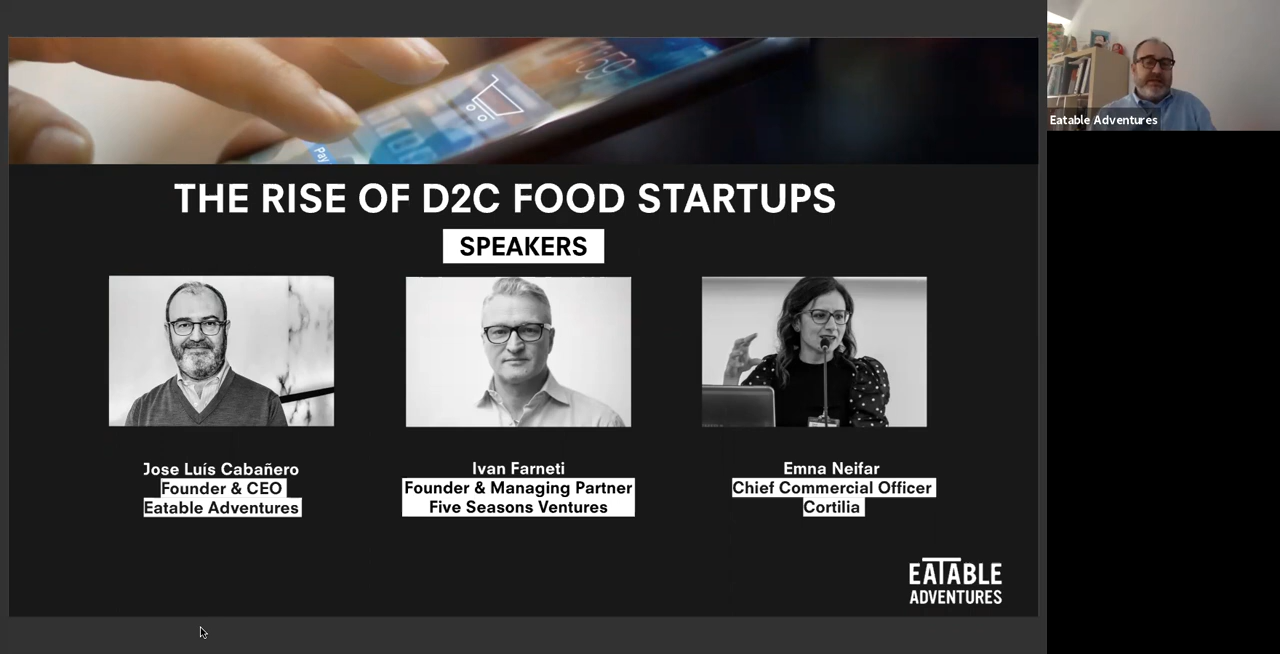 Eatable Adventures
Pay
THE RISE OF D2C FOOD STARTUPS
SPEAKERS
Jose Luís Cabañero
Founder & CEO
Eatable Adventures
Ivan Farneti
Founder & Managing Partner
Five Seasons Ventures
Emna Neifar
Chief Commercial Officer
Cortilia
EATABLE
ADVENTURES